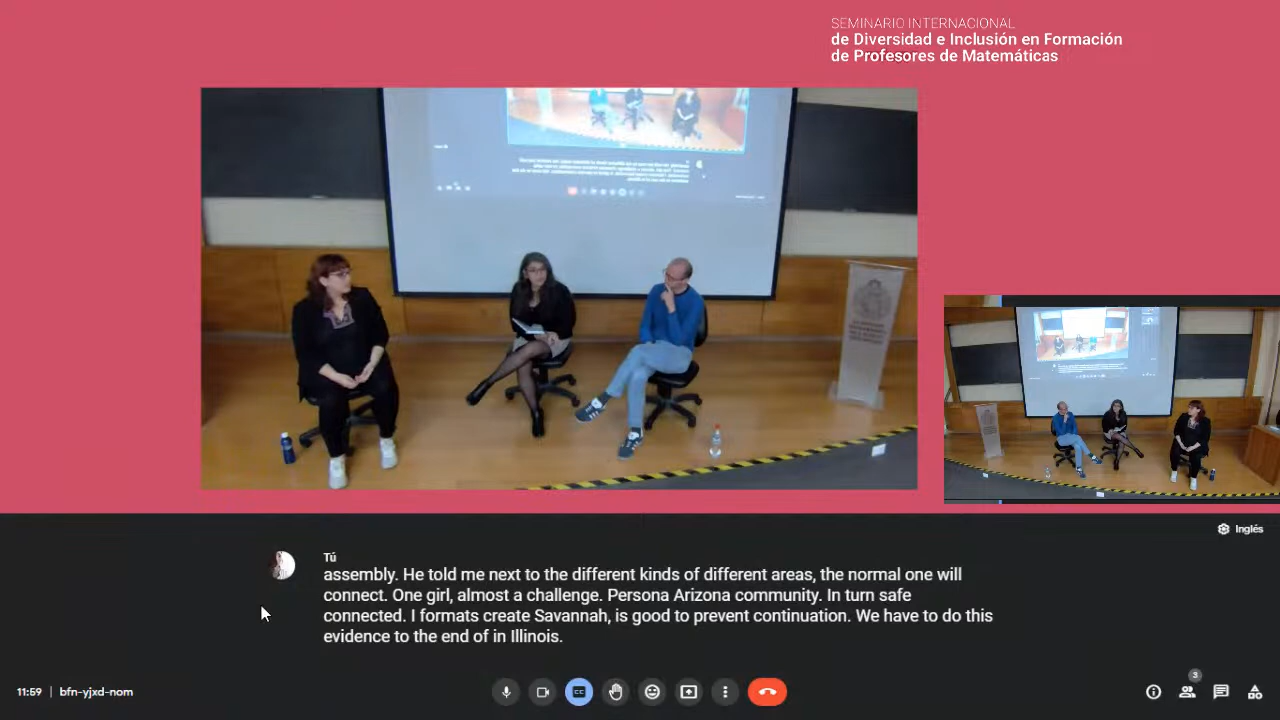 SEMINARIO INTERNACIONAL
de Diversidad e Inclusión en Formación
de Profesores de Matemáticas
Inglés
Tú
assembly. He told me next to the different kinds of different areas, the normal one will
connect. One girl, almost a challenge. Persona Arizona community. In turn safe
connected. I formats create Savannah, is good to prevent continuation. We have to do this
evidence to the end of in Illinois.
11:59 | bfn-yjxd-nom
CC
3